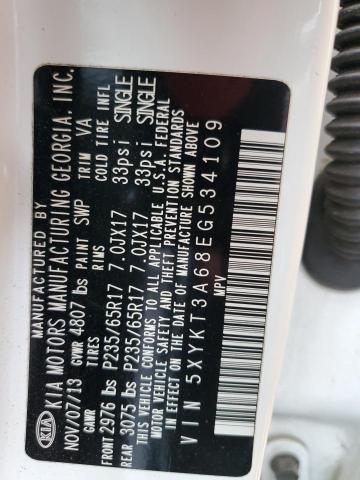 KIA
MANUFACTURED BY
KIA MOTORS MANUFACTURING GEORGIA, INC.
NOV/07/13 GVWR 4807 lbs PAINT SWP TRIM VA
GAWR TIRES RIMS COLD TIRE INFL
FRONT 2976 lbs P235/65R17 7.0JX17 33psi SINGLE
REAR 3075 lbs P235/65R17 7.0JX17 33psi SINGLE
THIS VEHICLE CONFORMS TO ALL APPLICABLE U.S.A. FEDERAL
MOTOR VEHICLE SAFETY AND THEFT PREVENTION STANDARDS
IN EFFECT ON THE DATE OF MANUFACTURE SHOWN ABOVE
VIN 5XYKT3A68EG534109
MPV